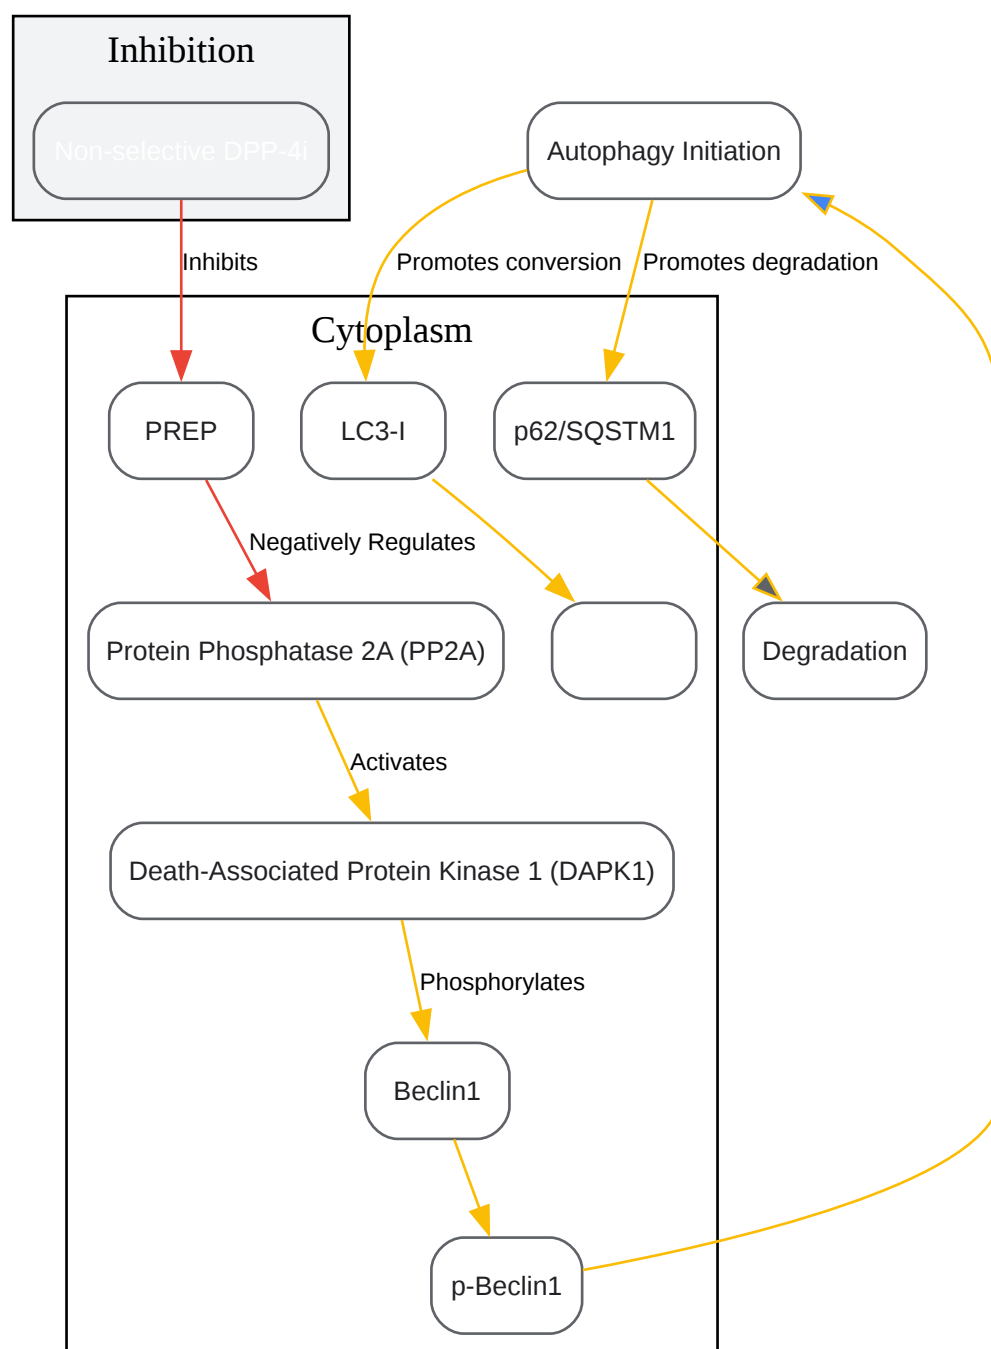 Inhibition
Non-selective DPP-4i
Autophagy Initiation
Inhibits
Promotes conversion
Promotes degradation
Cytoplasm
PREP
LC3-I
p62/SQSTM1
Negatively Regulates
Protein Phosphatase 2A (PP2A)
Degradation
Activates
Death-Associated Protein Kinase 1 (DAPK1)
Phosphorylates
Beclin1
p-Beclin1